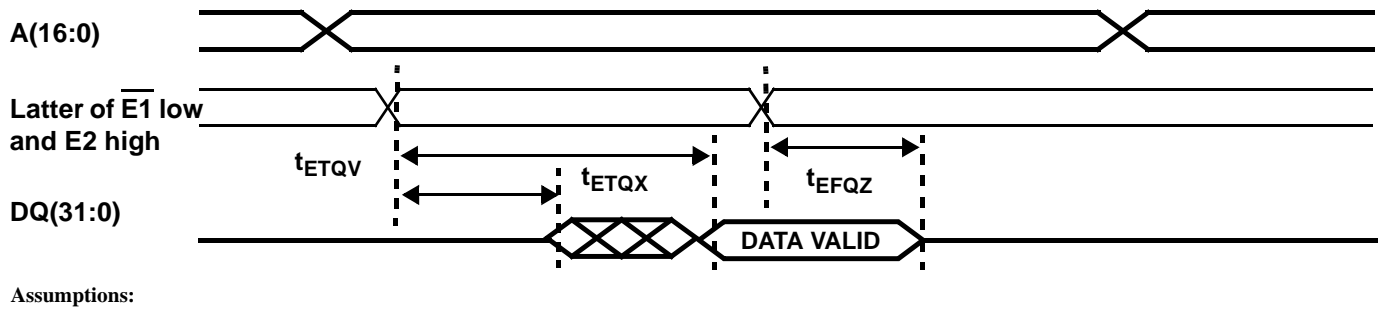 A(16:0)
Latter of E1 low
and E2 high
tETQV
tETQX
tEFQZ
DQ(31:0)
DATA VALID
Assumptions: